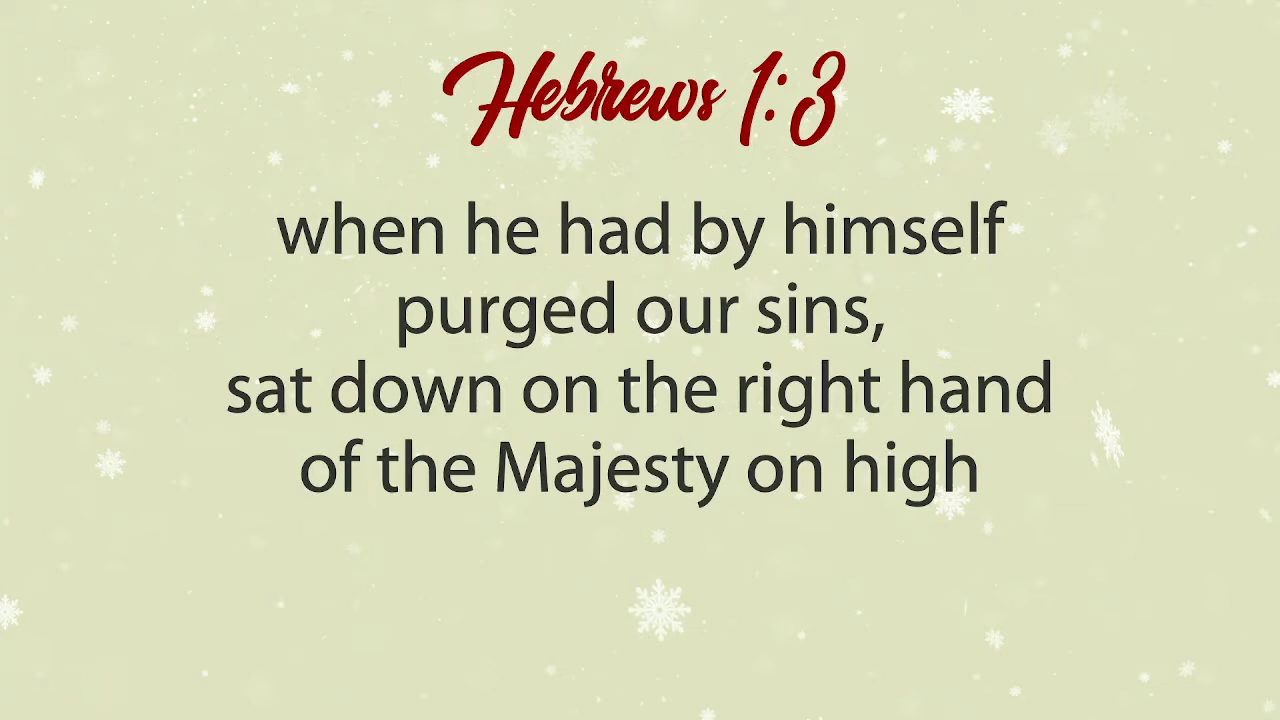 Hebrews 1:3
when he had by himself
purged our sins,
sat down on the right hand
of the Majesty on high